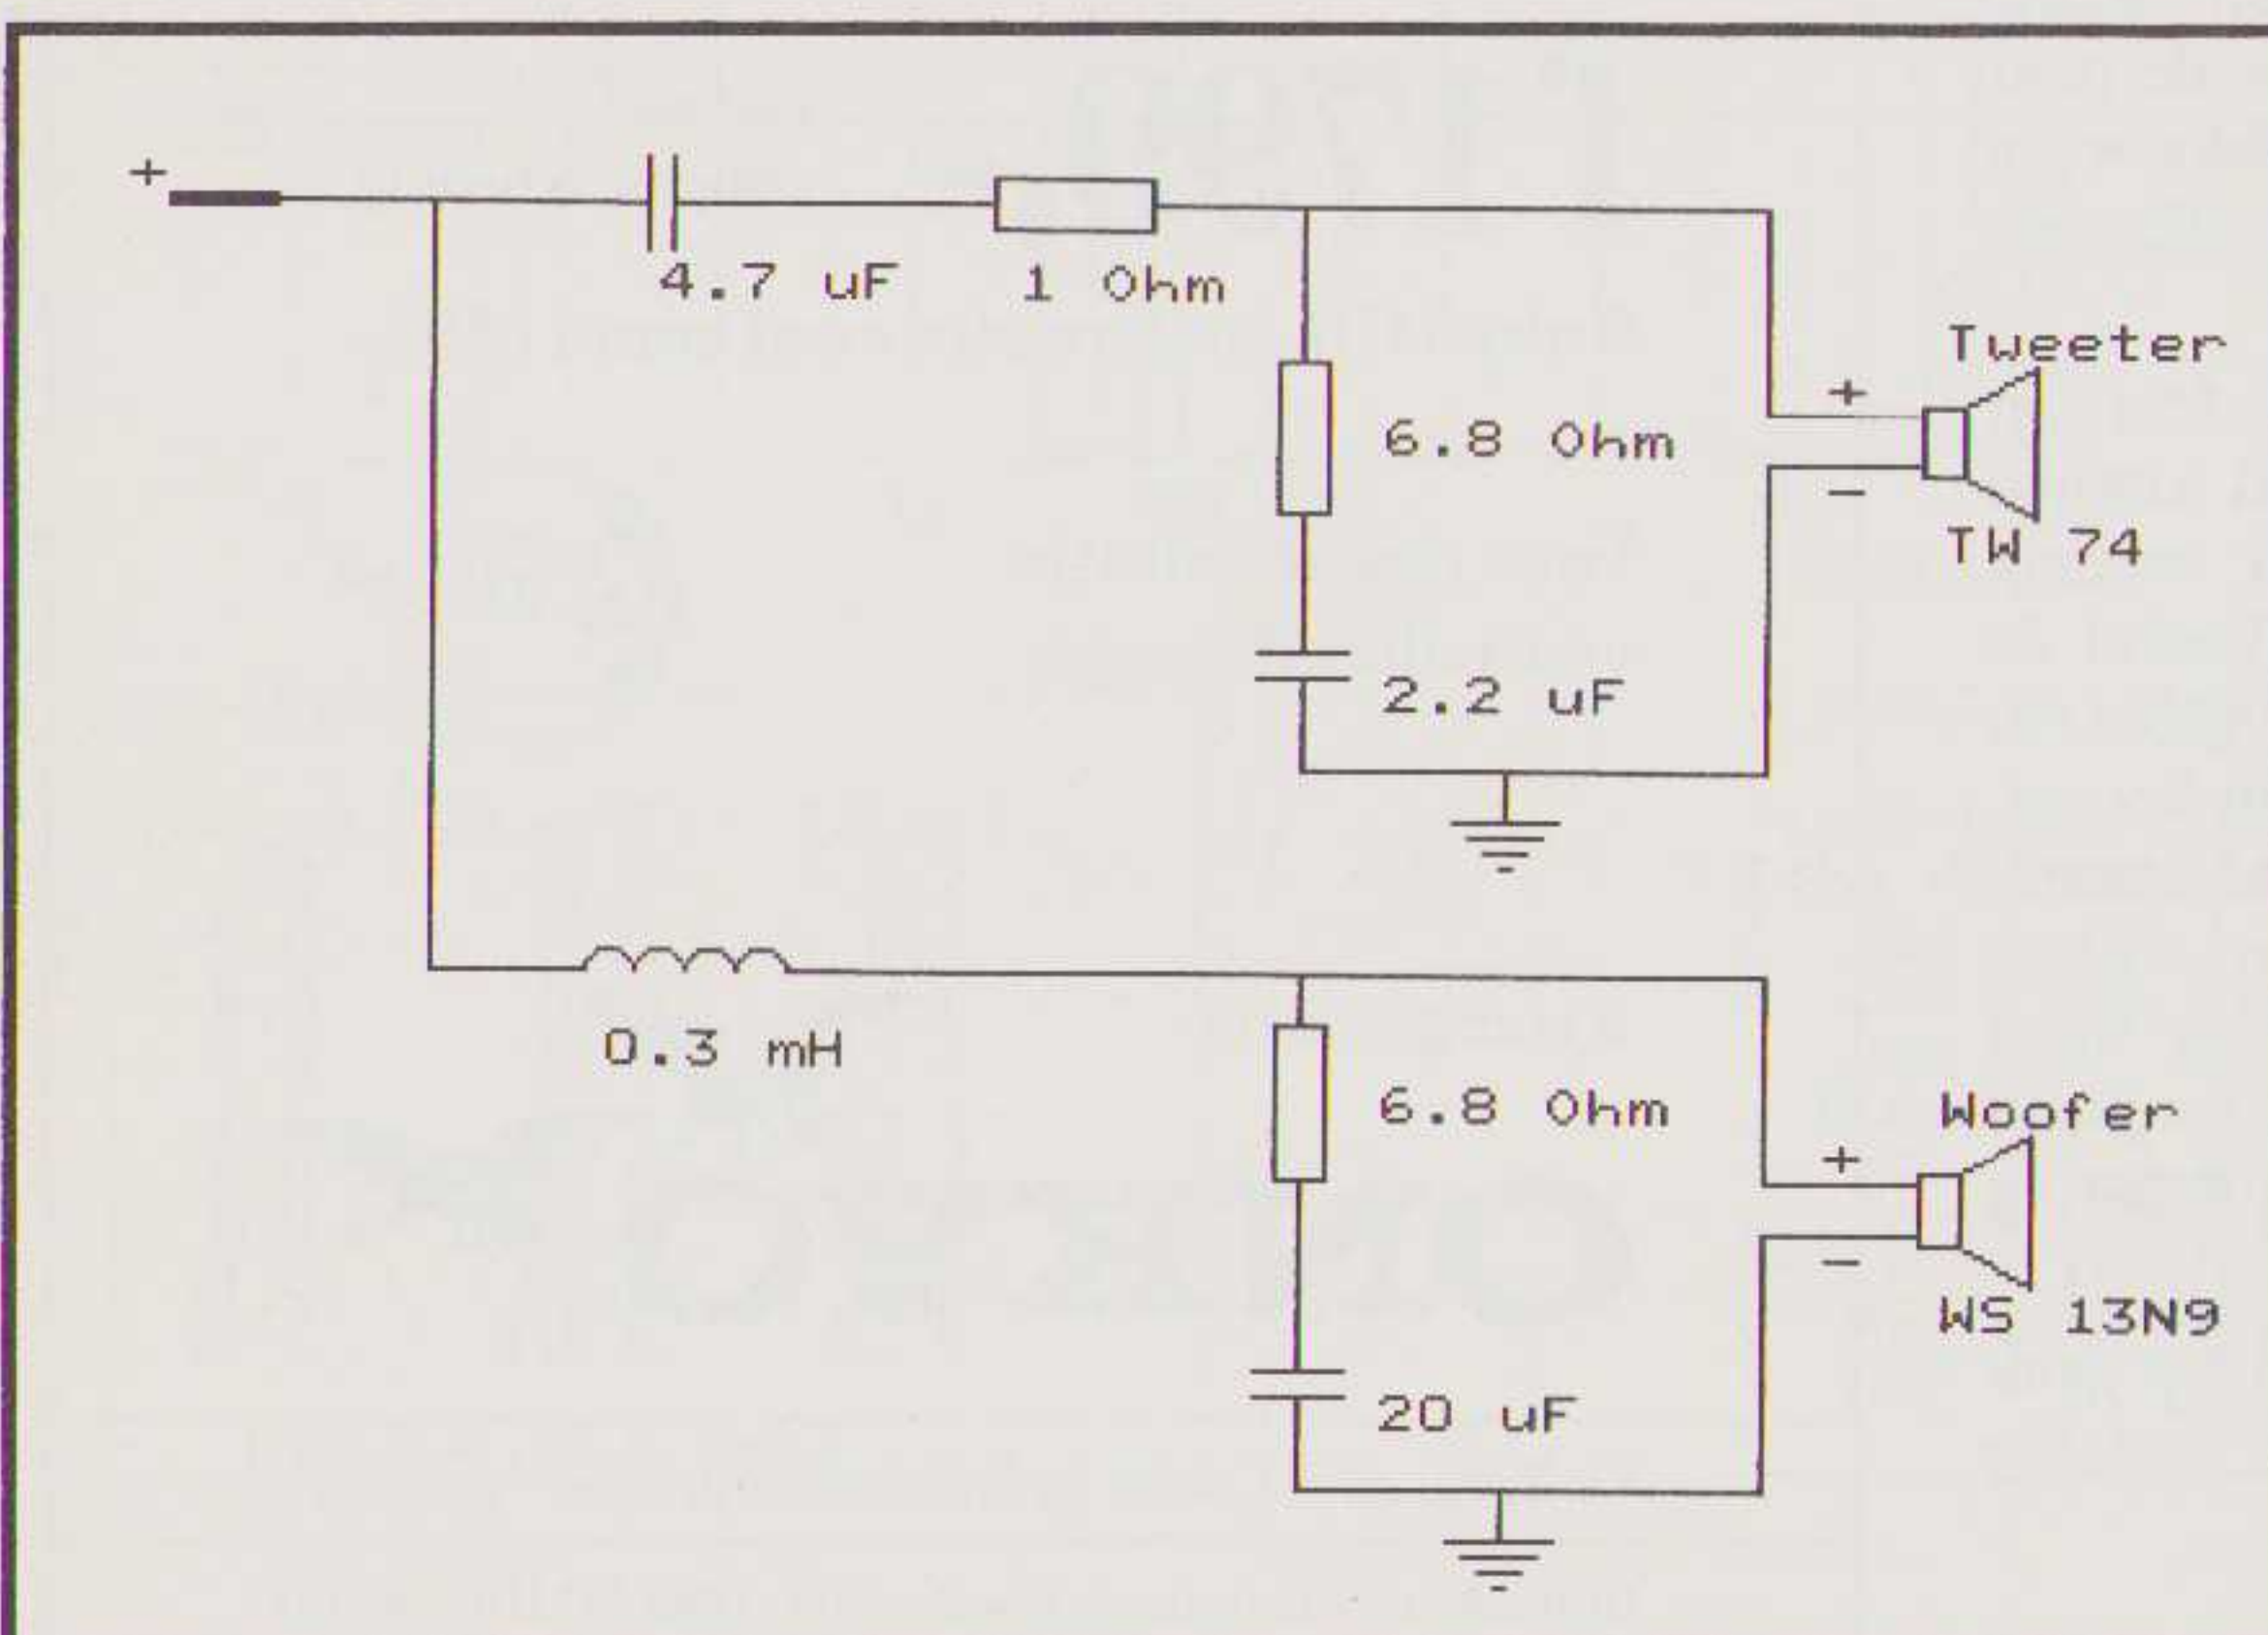 +
4.7 uF
1 Ohm
Tweeter
+
6.8 Ohm
−
TW 74
2.2 uF
0.3 mH
6.8 Ohm
Woofer
+
−
WS 13N9
20 uF